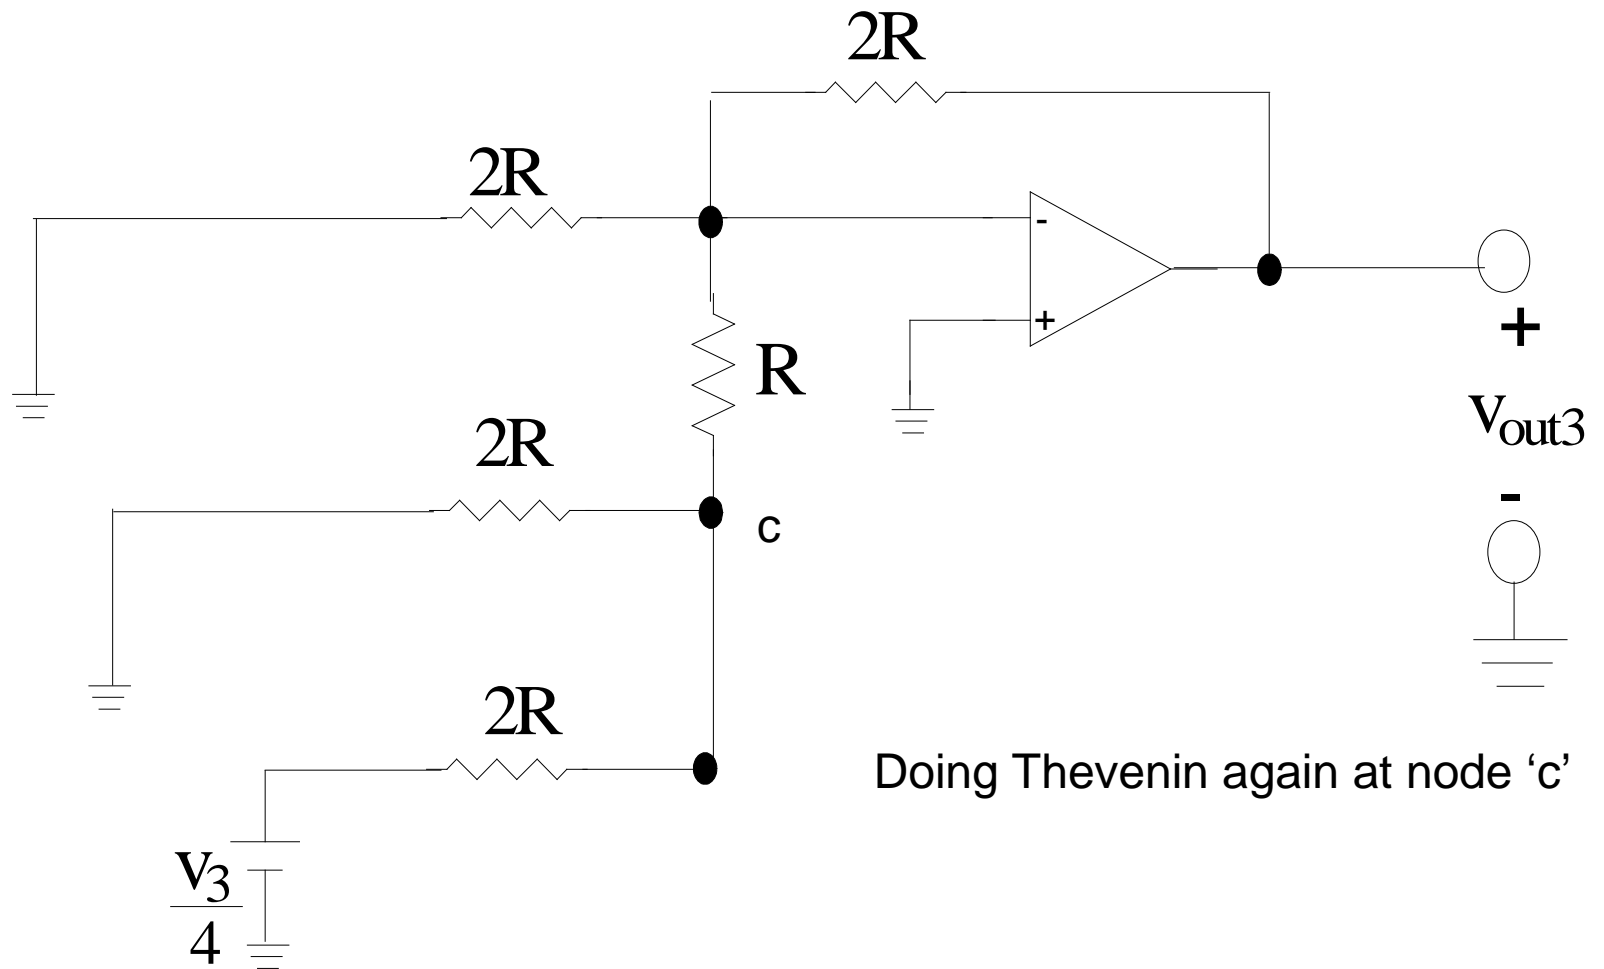 2R
2R
-
+
R
+
Vout3
-
2R
c
2R
Doing Thevenin again at node ‘c’
V3
4